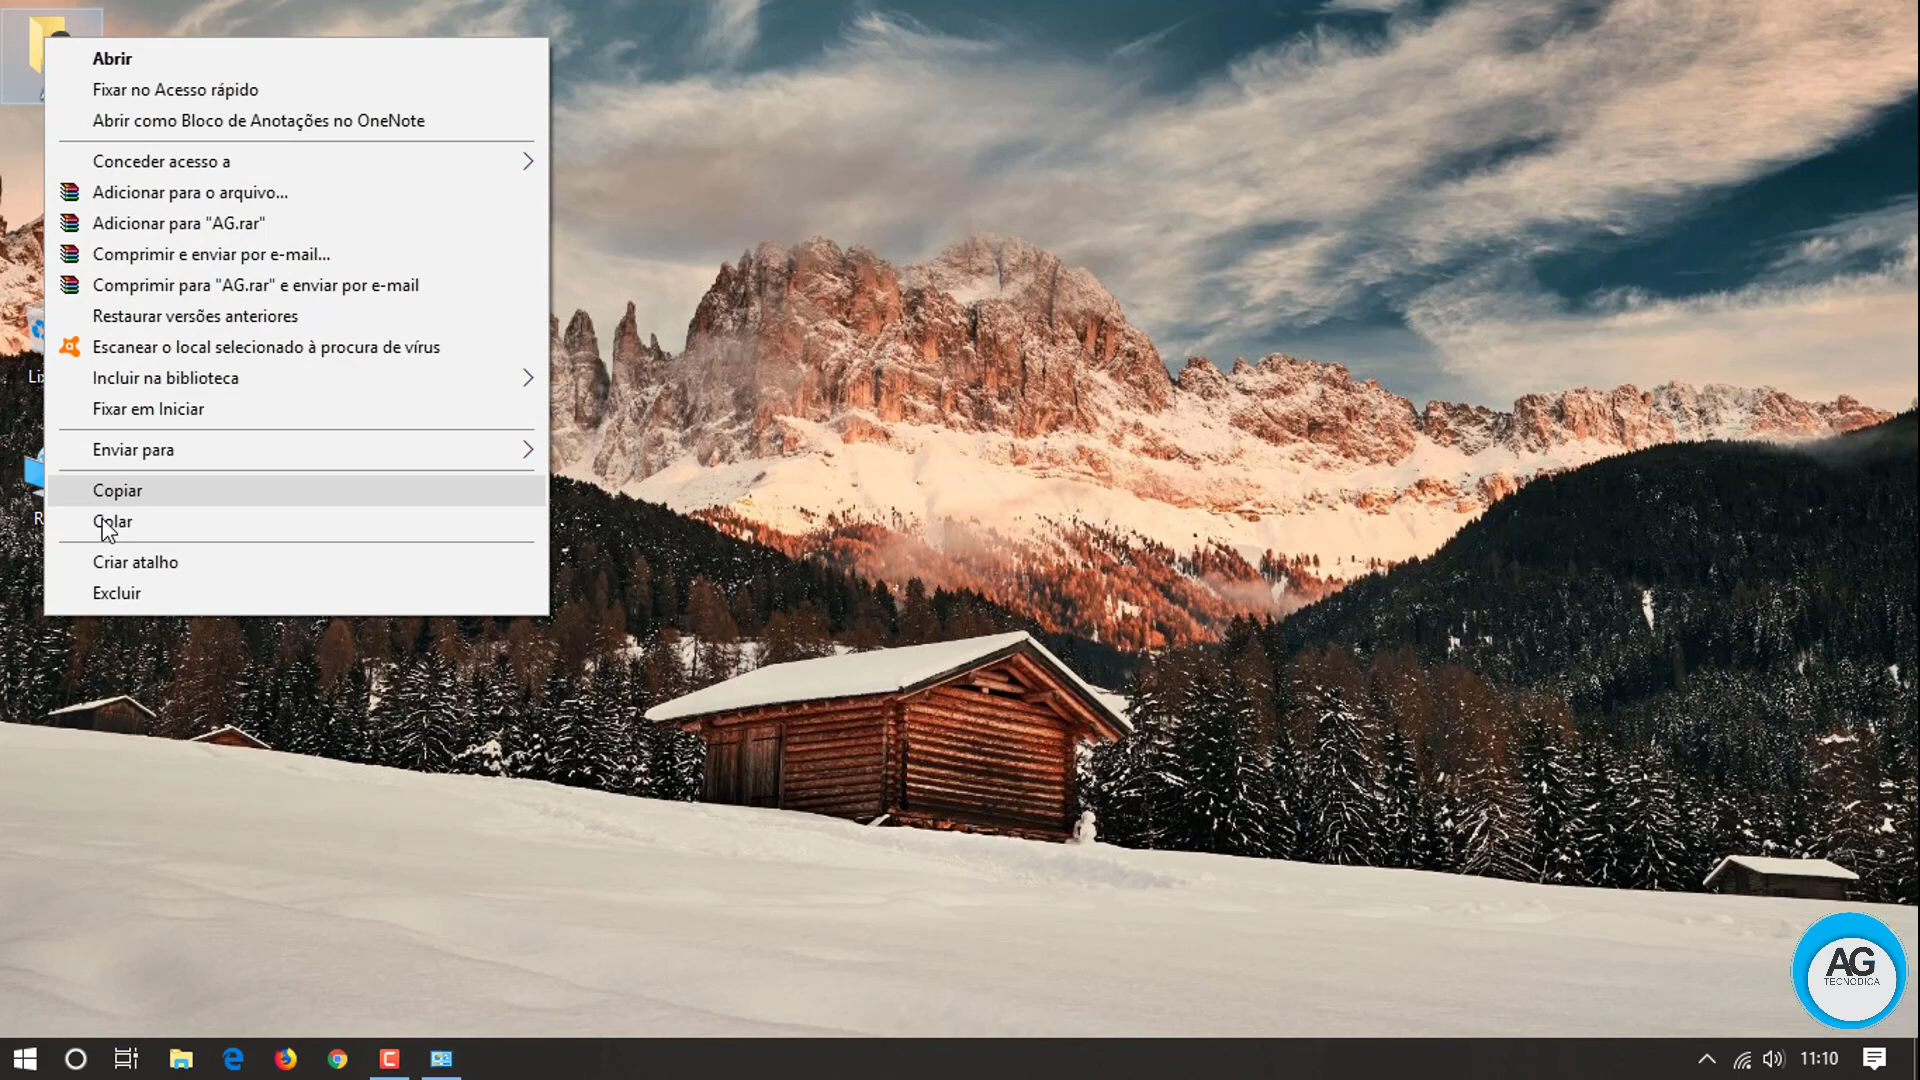 Abrir
Fixar no Acesso rápido
Abrir como Bloco de Anotações no OneNote
Conceder acesso a
Adicionar para o arquivo...
Adicionar para "AG.rar"
Comprimir e enviar por e-mail...
Comprimir para "AG.rar" e enviar por e-mail
Restaurar versões anteriores
Escanear o local selecionado à procura de vírus
Incluir na biblioteca
Fixar em Iniciar
Enviar para
Copiar
Colar
Criar atalho
Excluir
AG
TECNODICA
11:10